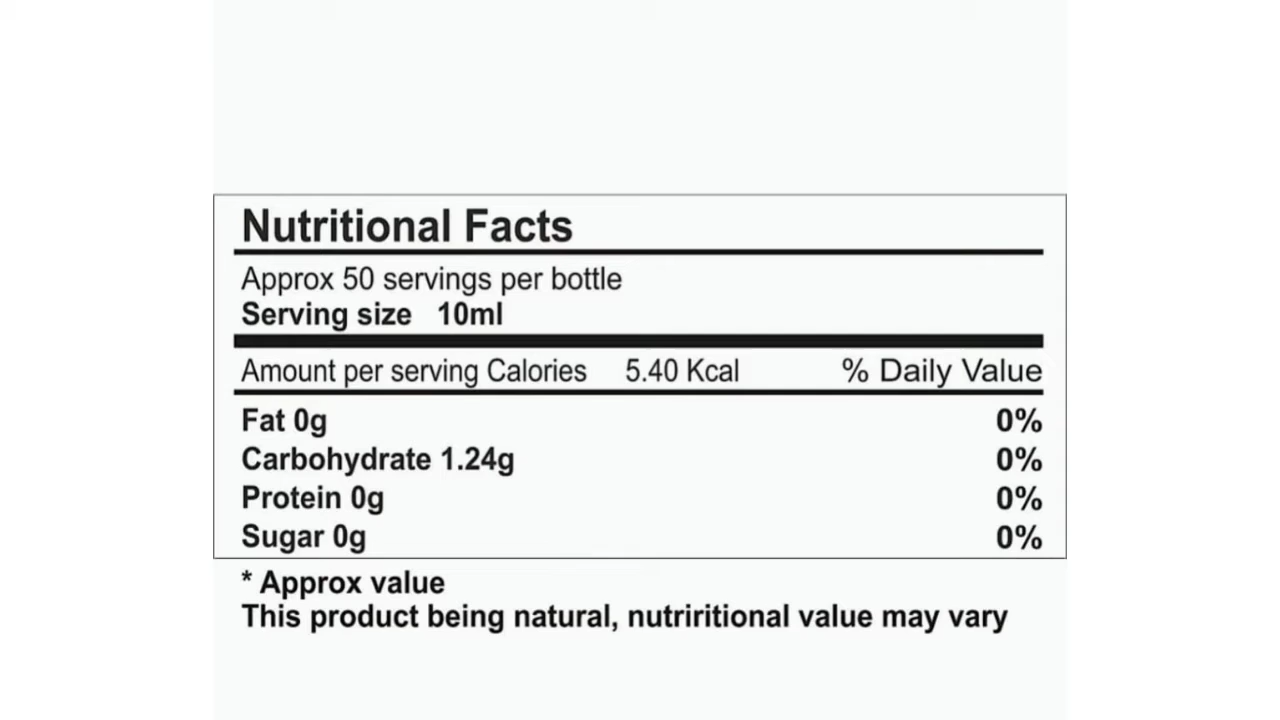 Nutritional Facts
Approx 50 servings per bottle
Serving size 10ml
Amount per serving Calories 5.40 Kcal % Daily Value
Fat 0g 0%
Carbohydrate 1.24g 0%
Protein 0g 0%
Sugar 0g 0%
* Approx value
This product being natural, nutriritional value may vary